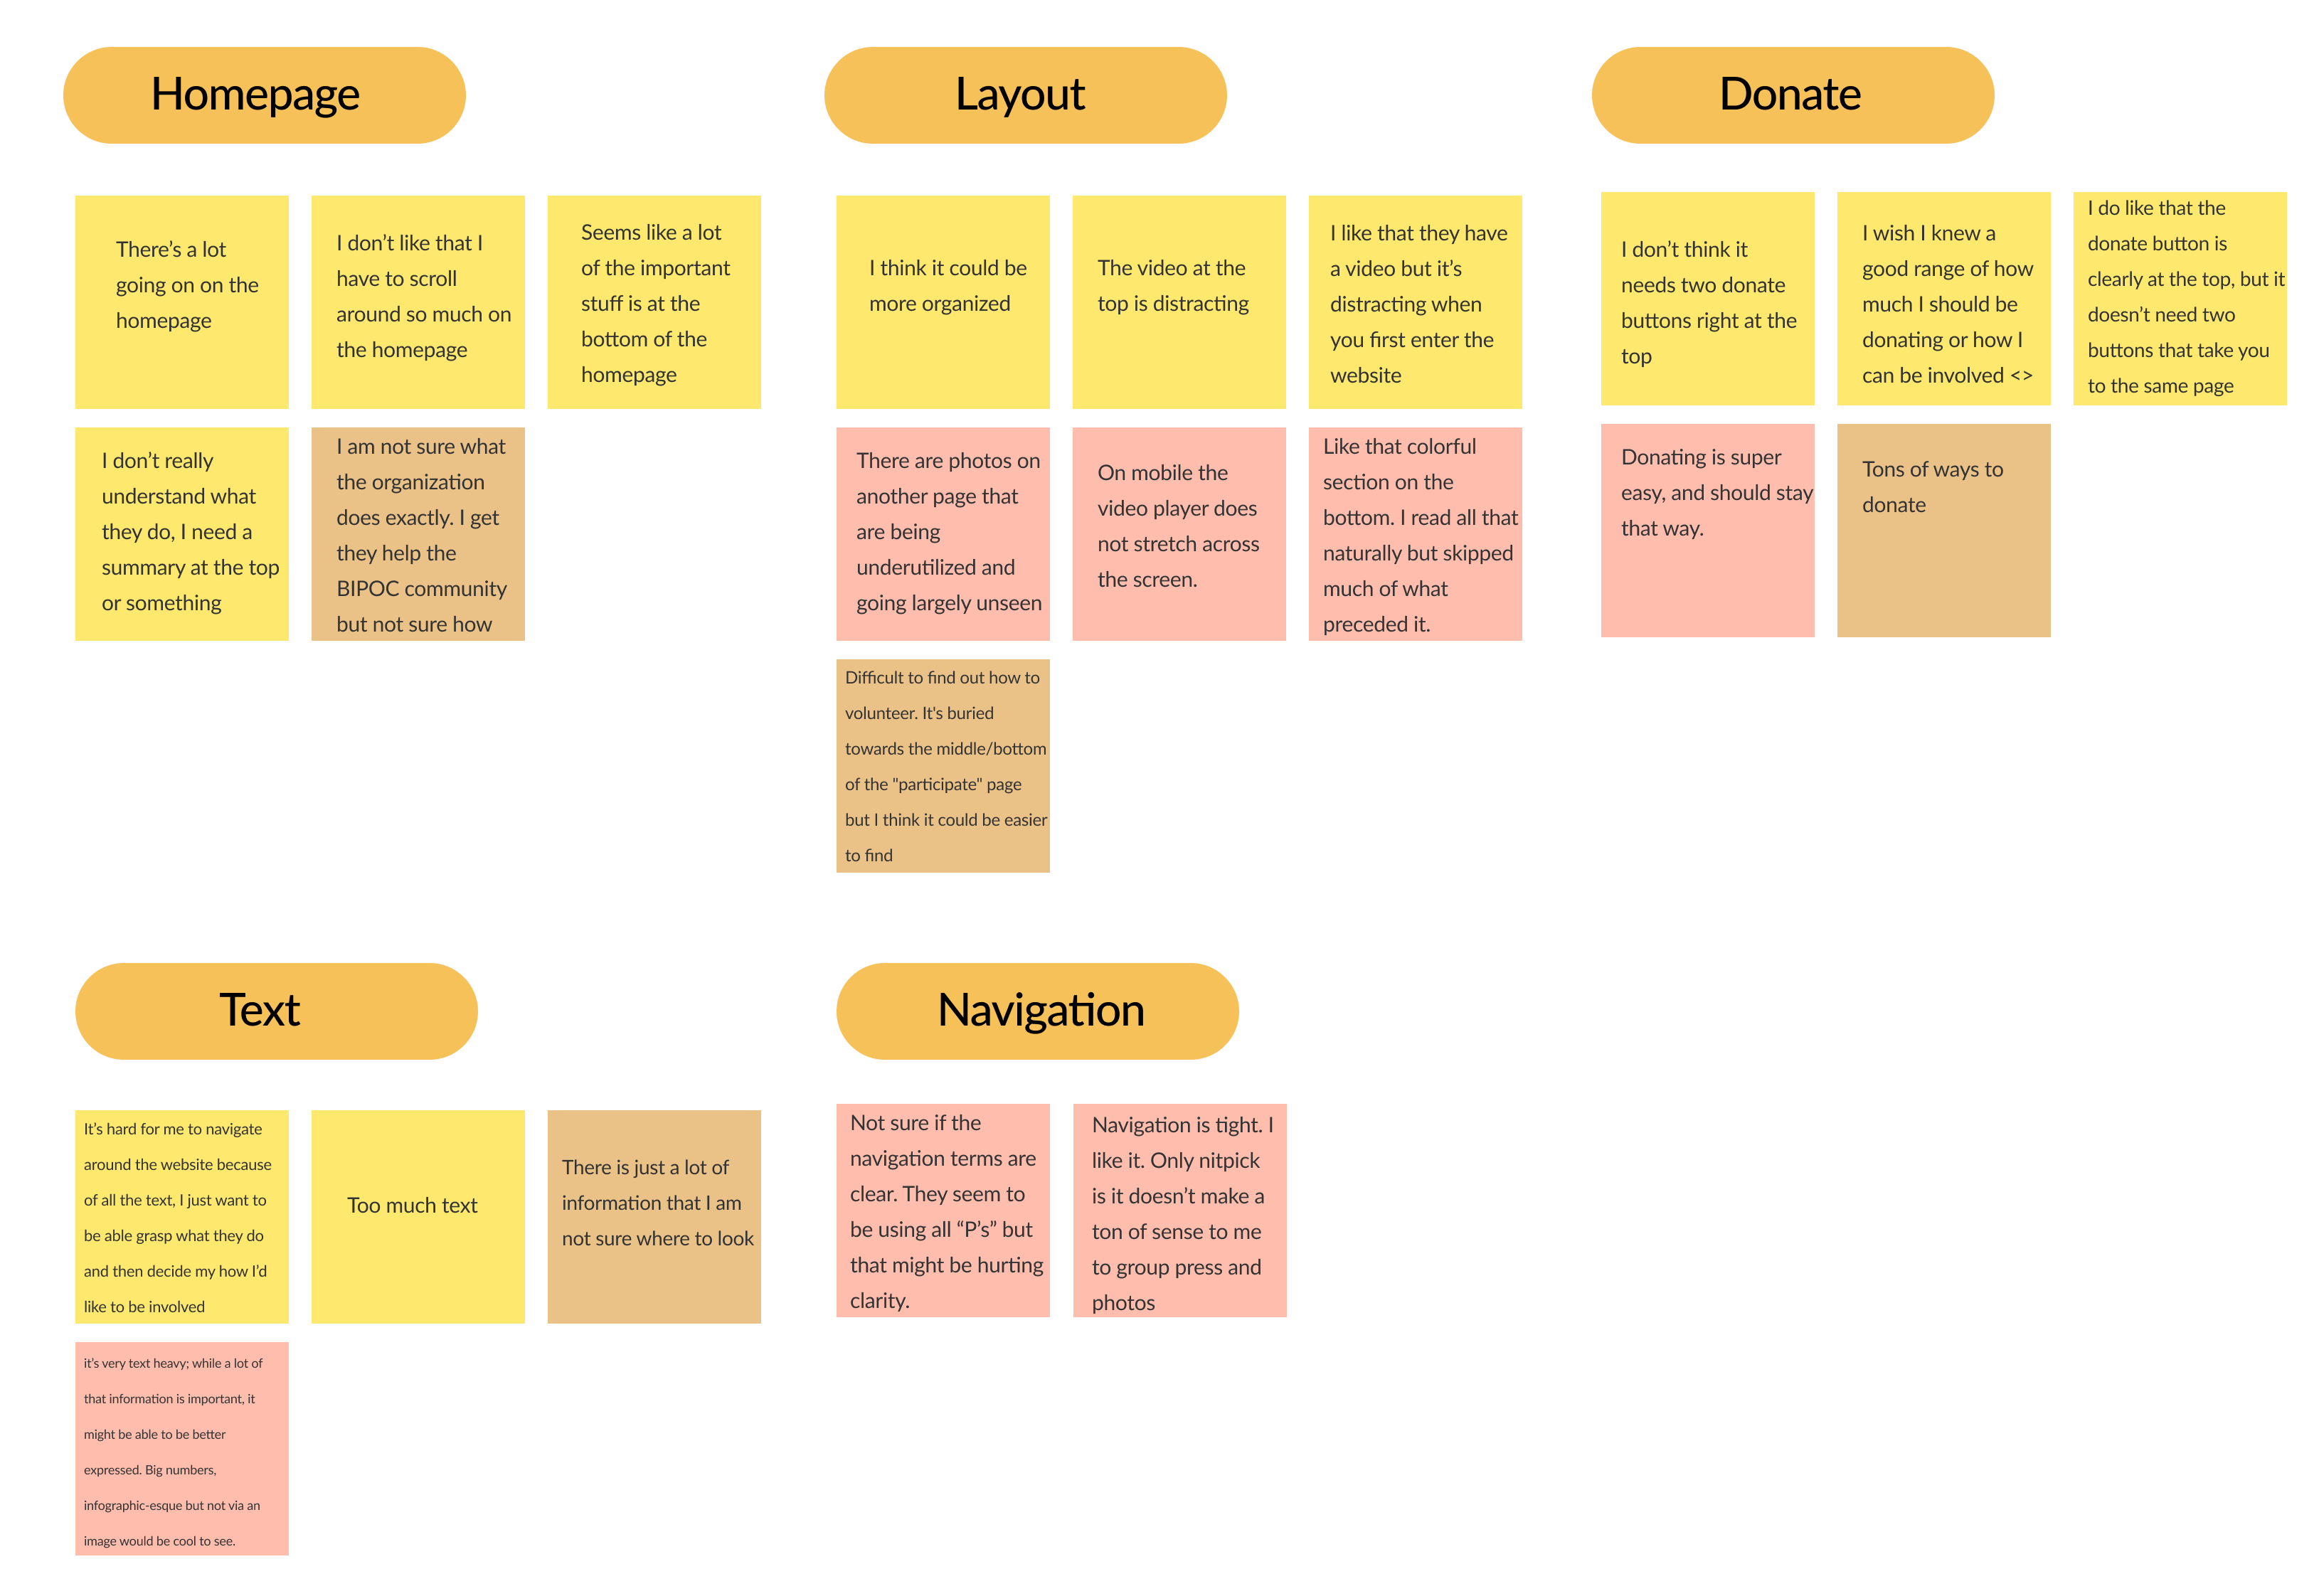 Homepage
There’s a lot
going on on the
homepage
I don’t like that I
have to scroll
around so much on
the homepage
Seems like a lot
of the important
stuff is at the
bottom of the
homepage
I don’t really
understand what
they do, I need a
summary at the top
or something
I am not sure what
the organization
does exactly. I get
they help the
BIPOC community
but not sure how
Layout
I think it could be
more organized
The video at the
top is distracting
I like that they have
a video but it’s
distracting when
you first enter the
website
There are photos on
another page that
are being
underutilized and
going largely unseen
On mobile the
video player does
not stretch across
the screen.
Like that colorful
section on the
bottom. I read all that
naturally but skipped
much of what
preceded it.
Difficult to find out how to
volunteer. It's buried
towards the middle/bottom
of the "participate" page
but I think it could be easier
to find
Donate
I don’t think it
needs two donate
buttons right at the
top
I wish I knew a
good range of how
much I should be
donating or how I
can be involved <>
I do like that the
donate button is
clearly at the top, but it
doesn’t need two
buttons that take you
to the same page
Donating is super
easy, and should stay
that way.
Tons of ways to
donate
Text
It’s hard for me to navigate
around the website because
of all the text, I just want to
be able grasp what they do
and then decide my how I’d
like to be involved
Too much text
There is just a lot of
information that I am
not sure where to look
it’s very text heavy; while a lot of
that information is important, it
might be able to be better
expressed. Big numbers,
infographic-esque but not via an
image would be cool to see.
Navigation
Not sure if the
navigation terms are
clear. They seem to
be using all “P’s” but
that might be hurting
clarity.
Navigation is tight. I
like it. Only nitpick
is it doesn’t make a
ton of sense to me
to group press and
photos